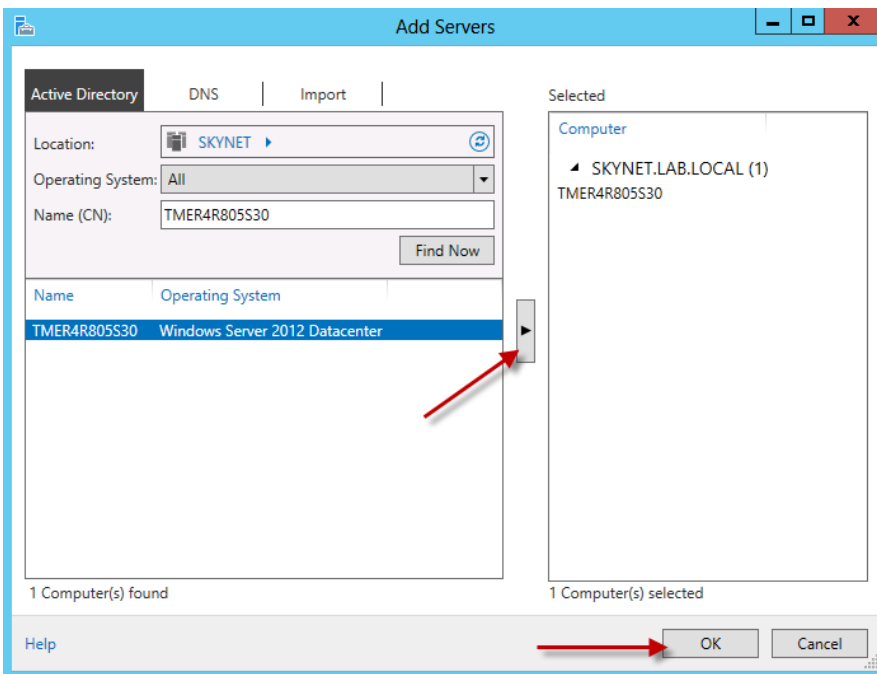 Add Servers
Active Directory DNS Import
Location: SKYNET
Operating System: All
Name (CN): TMER4R805S30
Find Now
Name Operating System
TMER4R805S30 Windows Server 2012 Datacenter
1 Computer(s) found
Selected
Computer
SKYNET.LAB.LOCAL (1)
TMER4R805S30
1 Computer(s) selected
Help OK Cancel